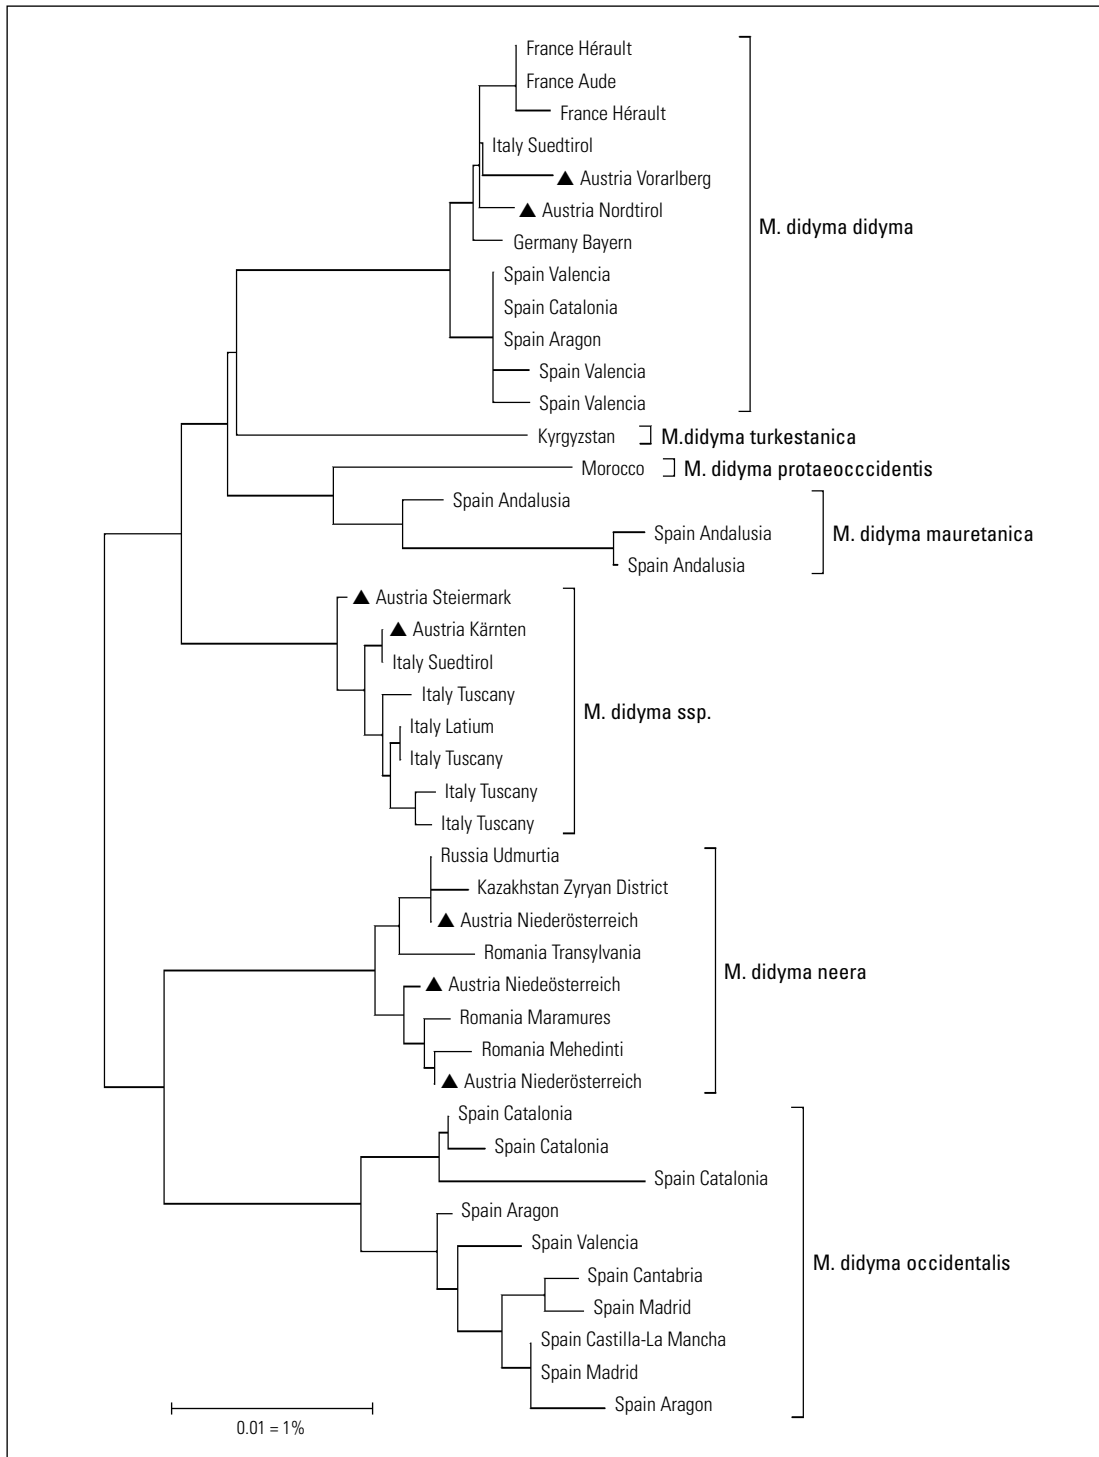 France Hérault
France Aude
France Hérault
Italy Suedtirol
▲ Austria Vorarlberg
▲ Austria Nordtirol
M. didyma didyma
Germany Bayern
Spain Valencia
Spain Catalonia
Spain Aragon
Spain Valencia
Spain Valencia
Kyrgyzstan
M.didyma turkestanica
Morocco
M. didyma protaeocccidentis
Spain Andalusia
Spain Andalusia
M. didyma mauretanica
Spain Andalusia
▲ Austria Steiermark
▲ Austria Kärnten
Italy Suedtirol
Italy Tuscany
M. didyma ssp.
Italy Latium
Italy Tuscany
Italy Tuscany
Italy Tuscany
Russia Udmurtia
Kazakhstan Zyryan District
▲ Austria Niederösterreich
Romania Transylvania
M. didyma neera
▲ Austria Niedeösterreich
Romania Maramures
Romania Mehedinti
▲ Austria Niederösterreich
Spain Catalonia
Spain Catalonia
Spain Catalonia
Spain Aragon
Spain Valencia
M. didyma occidentalis
Spain Cantabria
Spain Madrid
Spain Castilla-La Mancha
Spain Madrid
Spain Aragon
0.01 = 1%